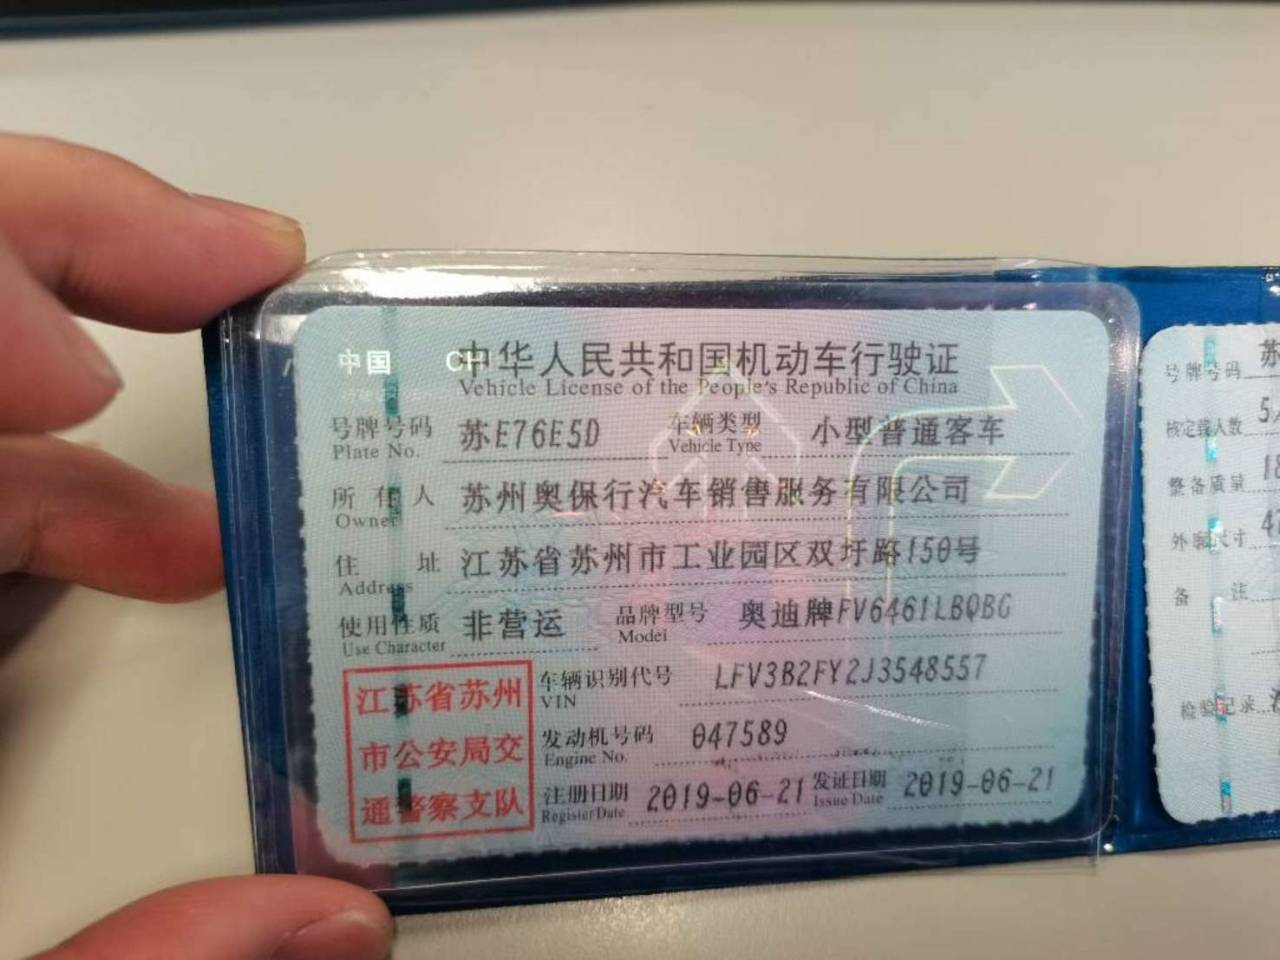 中国 CH
中华人民共和国机动车行驶证
Vehicle License of the People's Republic of China
号牌号码 苏E76E5D 车辆类型 小型普通客车
Plate No. Vehicle Type
所有人 苏州奥保行汽车销售服务有限公司
Owner
住址 江苏省苏州市工业园区双圩路150号
Address
使用性质 非营运 品牌型号 奥迪牌FV6461LBQBG
Use Character Model
江苏省苏州
市公安局交
通警察支队
车辆识别代号 LFV3B2FY2J3548557
VIN
发动机号码 047589
Engine No.
注册日期 2019-06-21 发证日期 2019-06-21
Register Date Issue Date
号牌号码 苏
核定载人数 5
整备质量 18
外廓尺寸 4
备注
检验记录